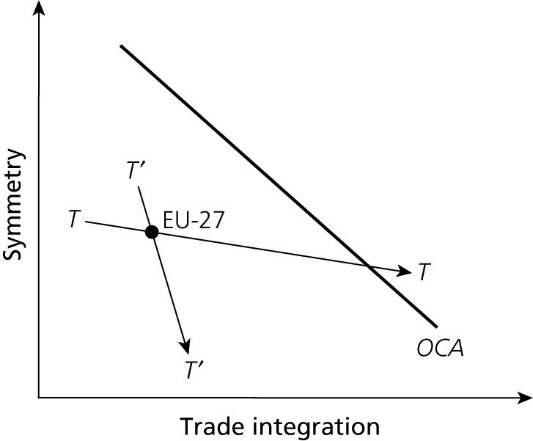 Symmetry
T′
T
EU-27
T
T′
OCA
Trade integration